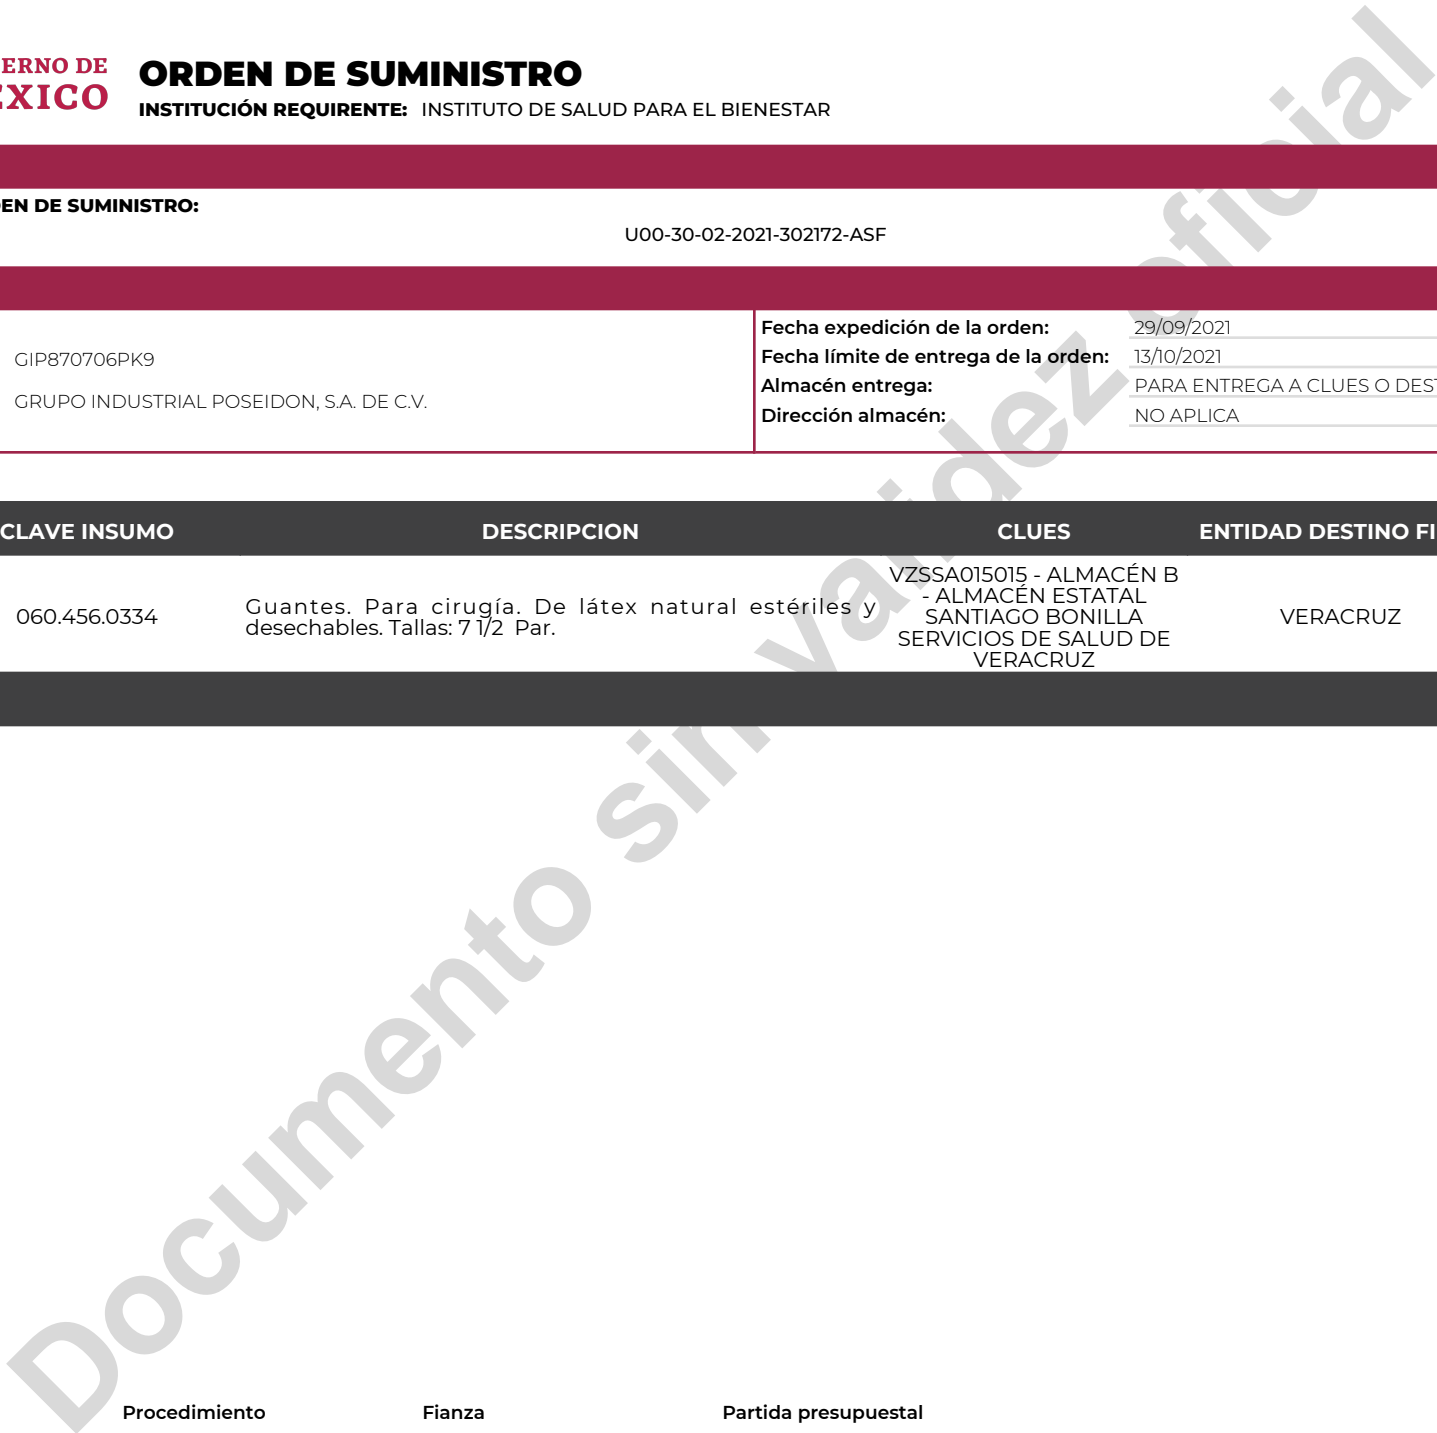 ERNO DE
ÉXICO
ORDEN DE SUMINISTRO
INSTITUCIÓN REQUIRENTE: INSTITUTO DE SALUD PARA EL BIENESTAR
EN DE SUMINISTRO:
U00-30-02-2021-302172-ASF
GIP870706PK9
GRUPO INDUSTRIAL POSEIDON, S.A. DE C.V.
Fecha expedición de la orden: 29/09/2021
Fecha límite de entrega de la orden: 13/10/2021
Almacén entrega: PARA ENTREGA A CLUES O DEST
Dirección almacén: NO APLICA
CLAVE INSUMO DESCRIPCION CLUES ENTIDAD DESTINO FI
060.456.0334
Guantes. Para cirugía. De látex natural estériles y
desechables. Tallas: 7 1/2 Par.
VZSSA015015 - ALMACÉN B
- ALMACÉN ESTATAL
SANTIAGO BONILLA
SERVICIOS DE SALUD DE
VERACRUZ
VERACRUZ
Documento sin validez oficial
Procedimiento Fianza Partida presupuestal